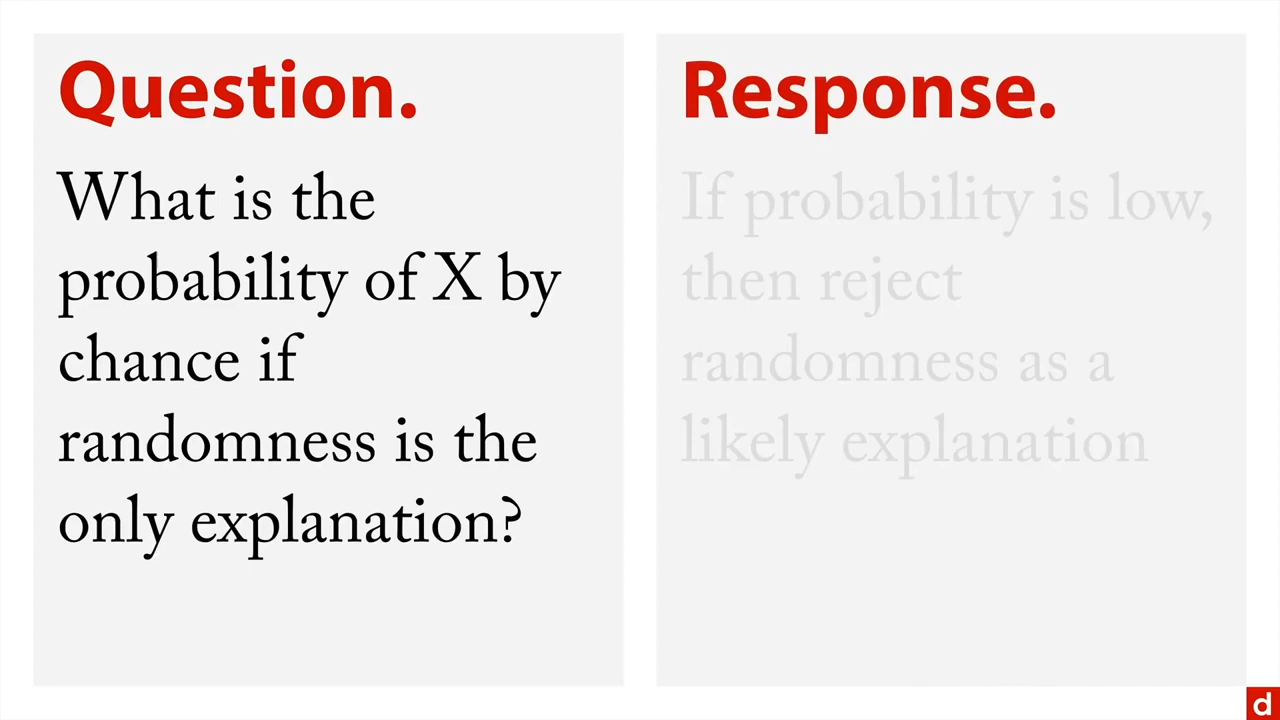 Question.
What is the
probability of X by
chance if
randomness is the
only explanation?
Response.
If probability is low,
then reject
randomness as a
likely explanation
d